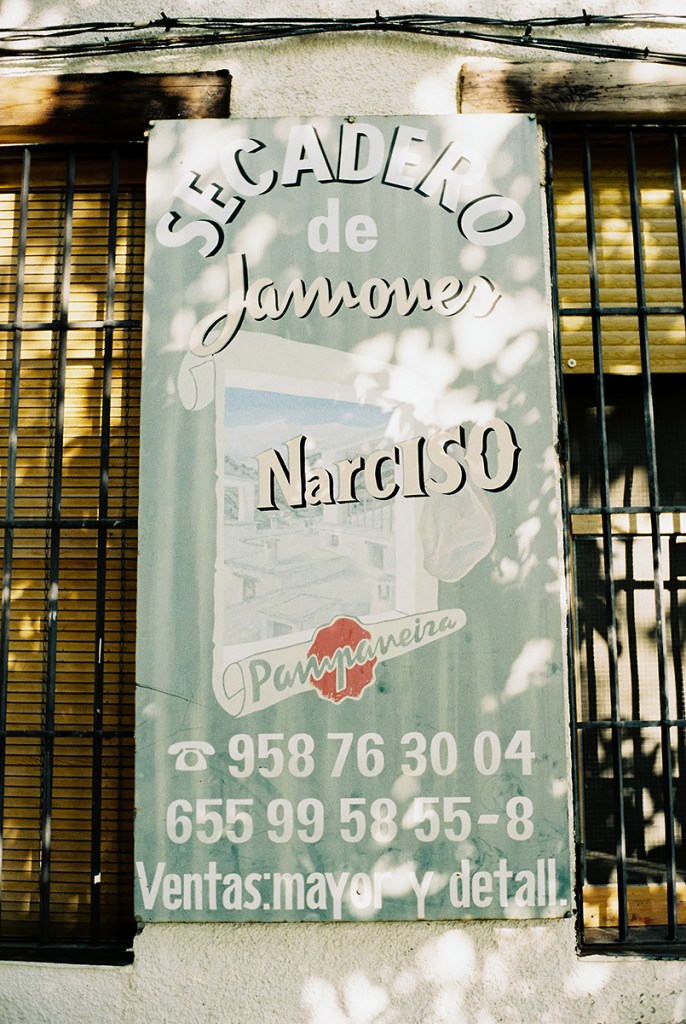 SECADERO
de
Jamones
Narciso
Pampaneira
☎ 958 76 30 04
655 99 58 55-8
Ventas:mayor y detall.